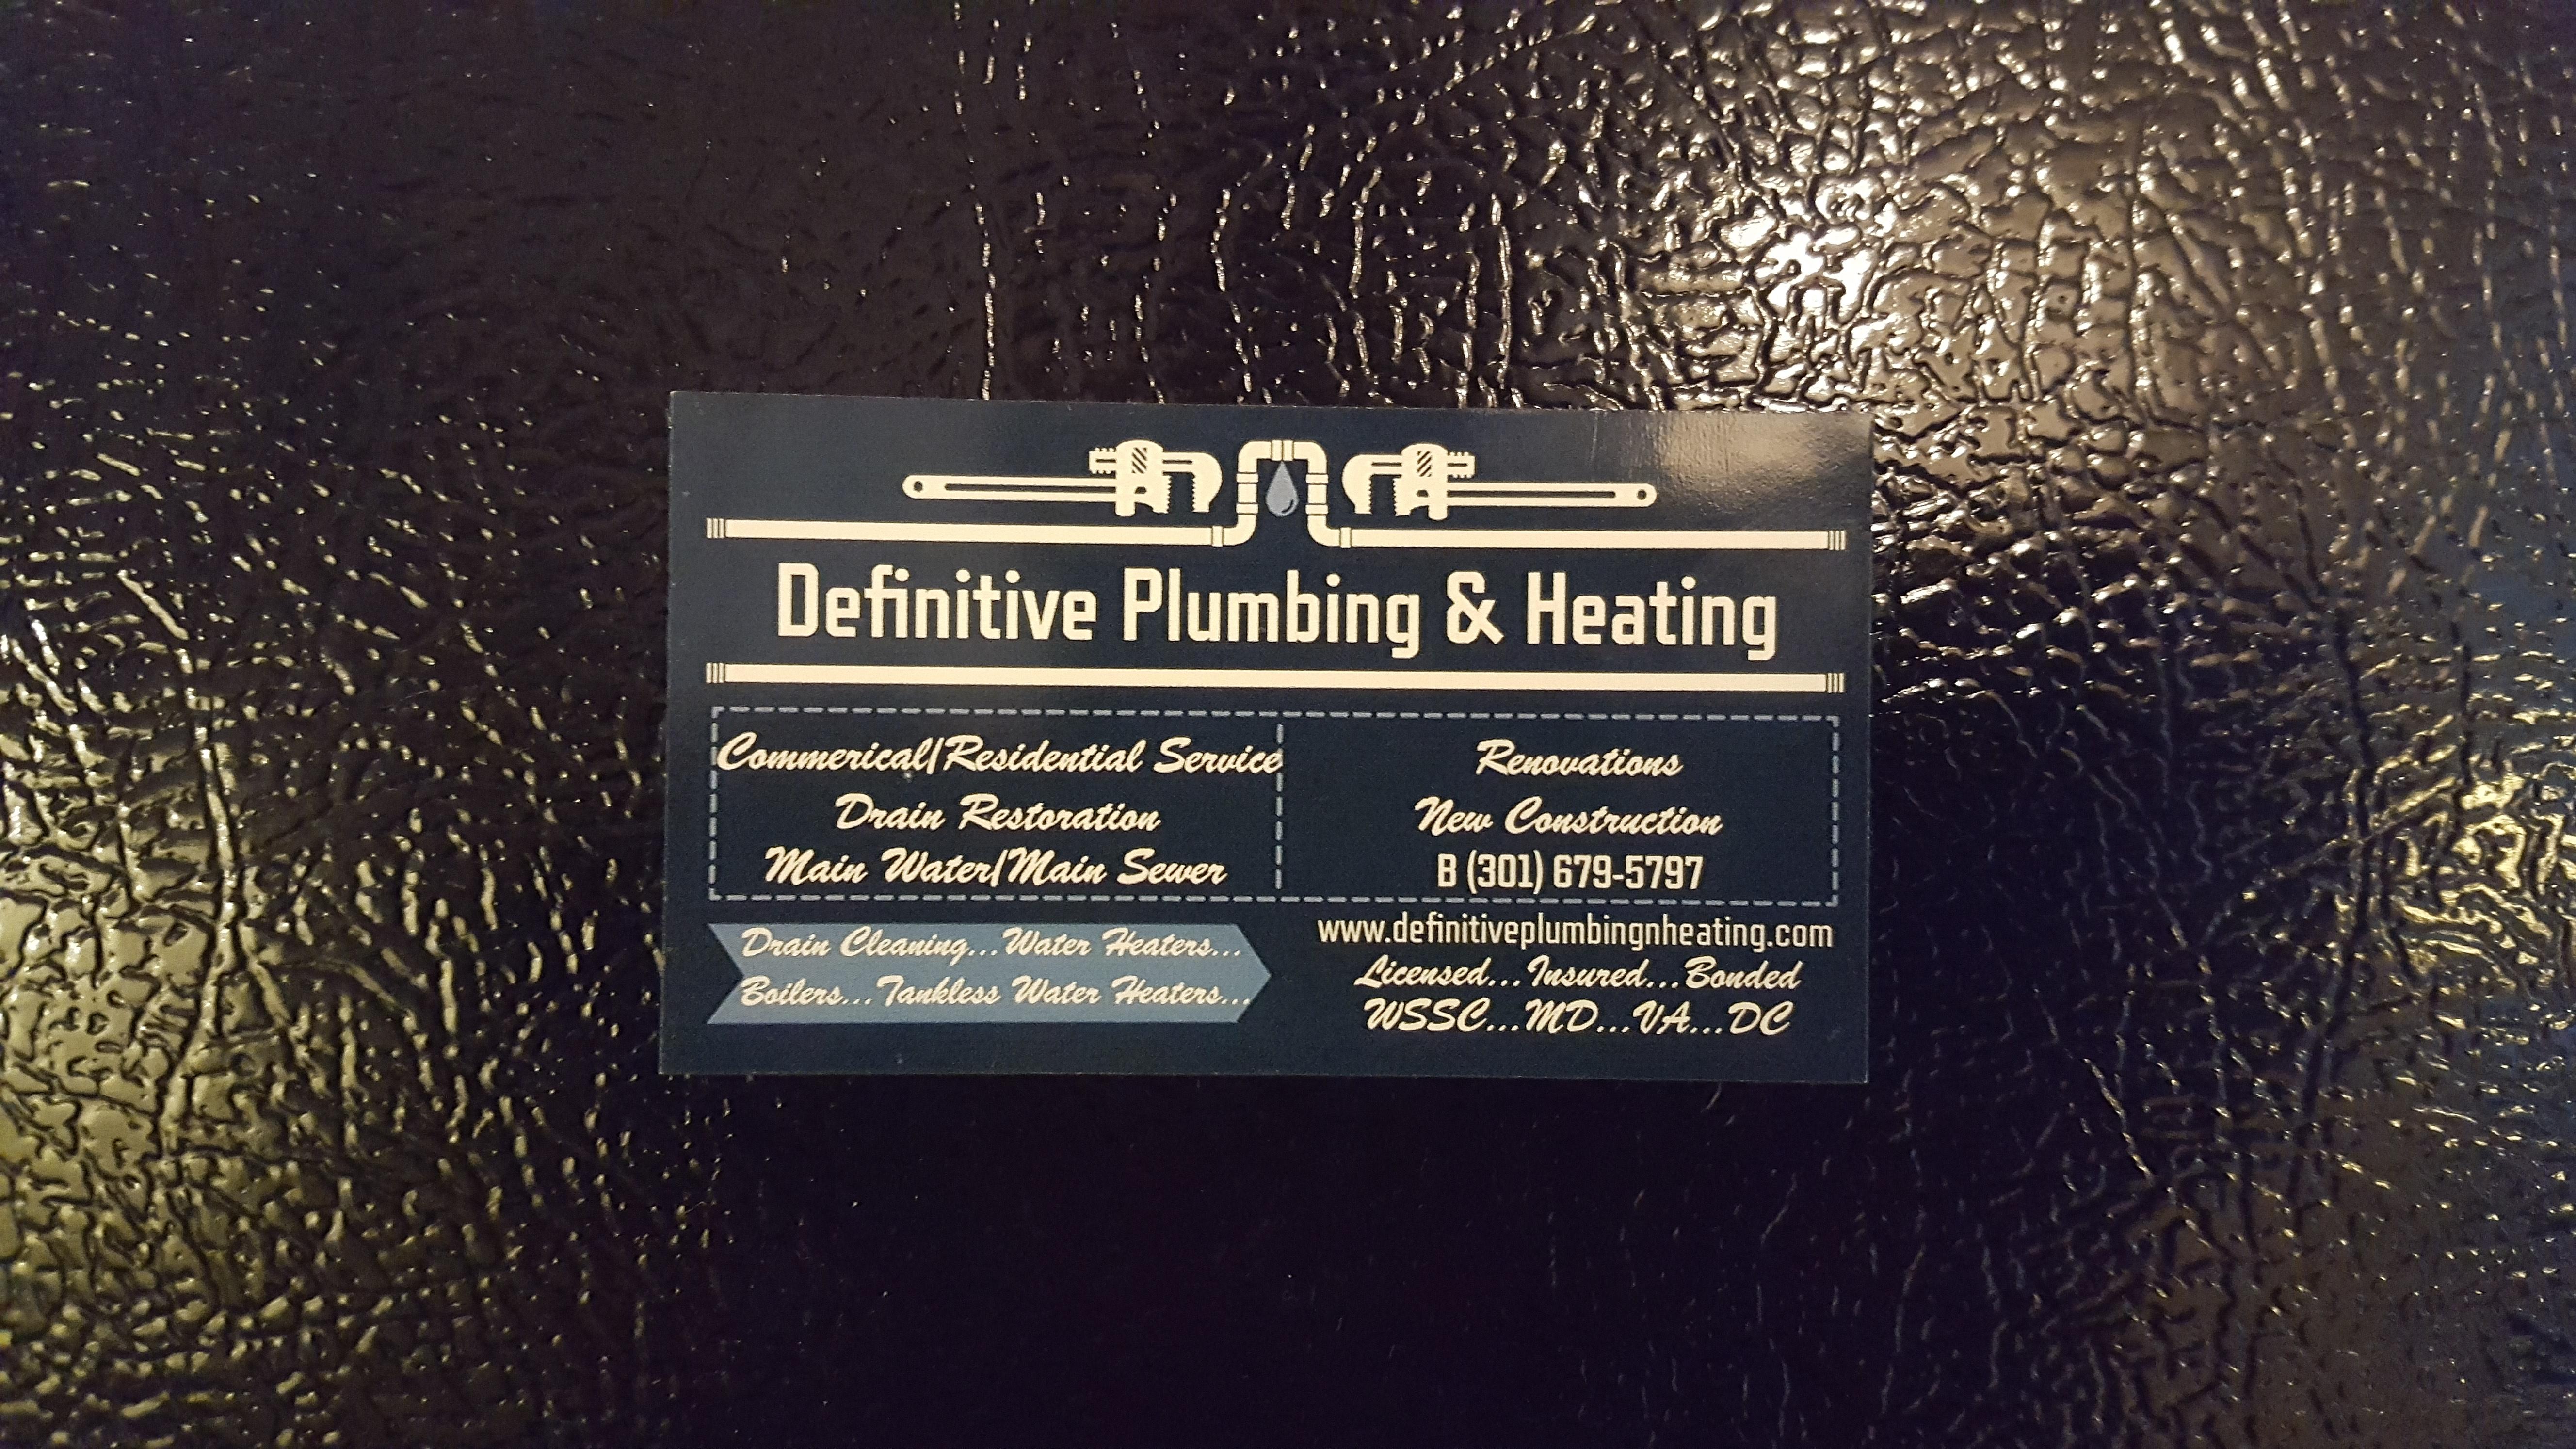 Definitive Plumbing & Heating
Commerical/Residential Service
Drain Restoration
Main Water/Main Sewer
Renovations
New Construction
B (301) 679-5797
Drain Cleaning...Water Heaters...
Boilers...Tankless Water Heaters...
www.definitiveplumbingnheating.com
Licensed...Insured...Bonded
WSSC...MD...VA...DC